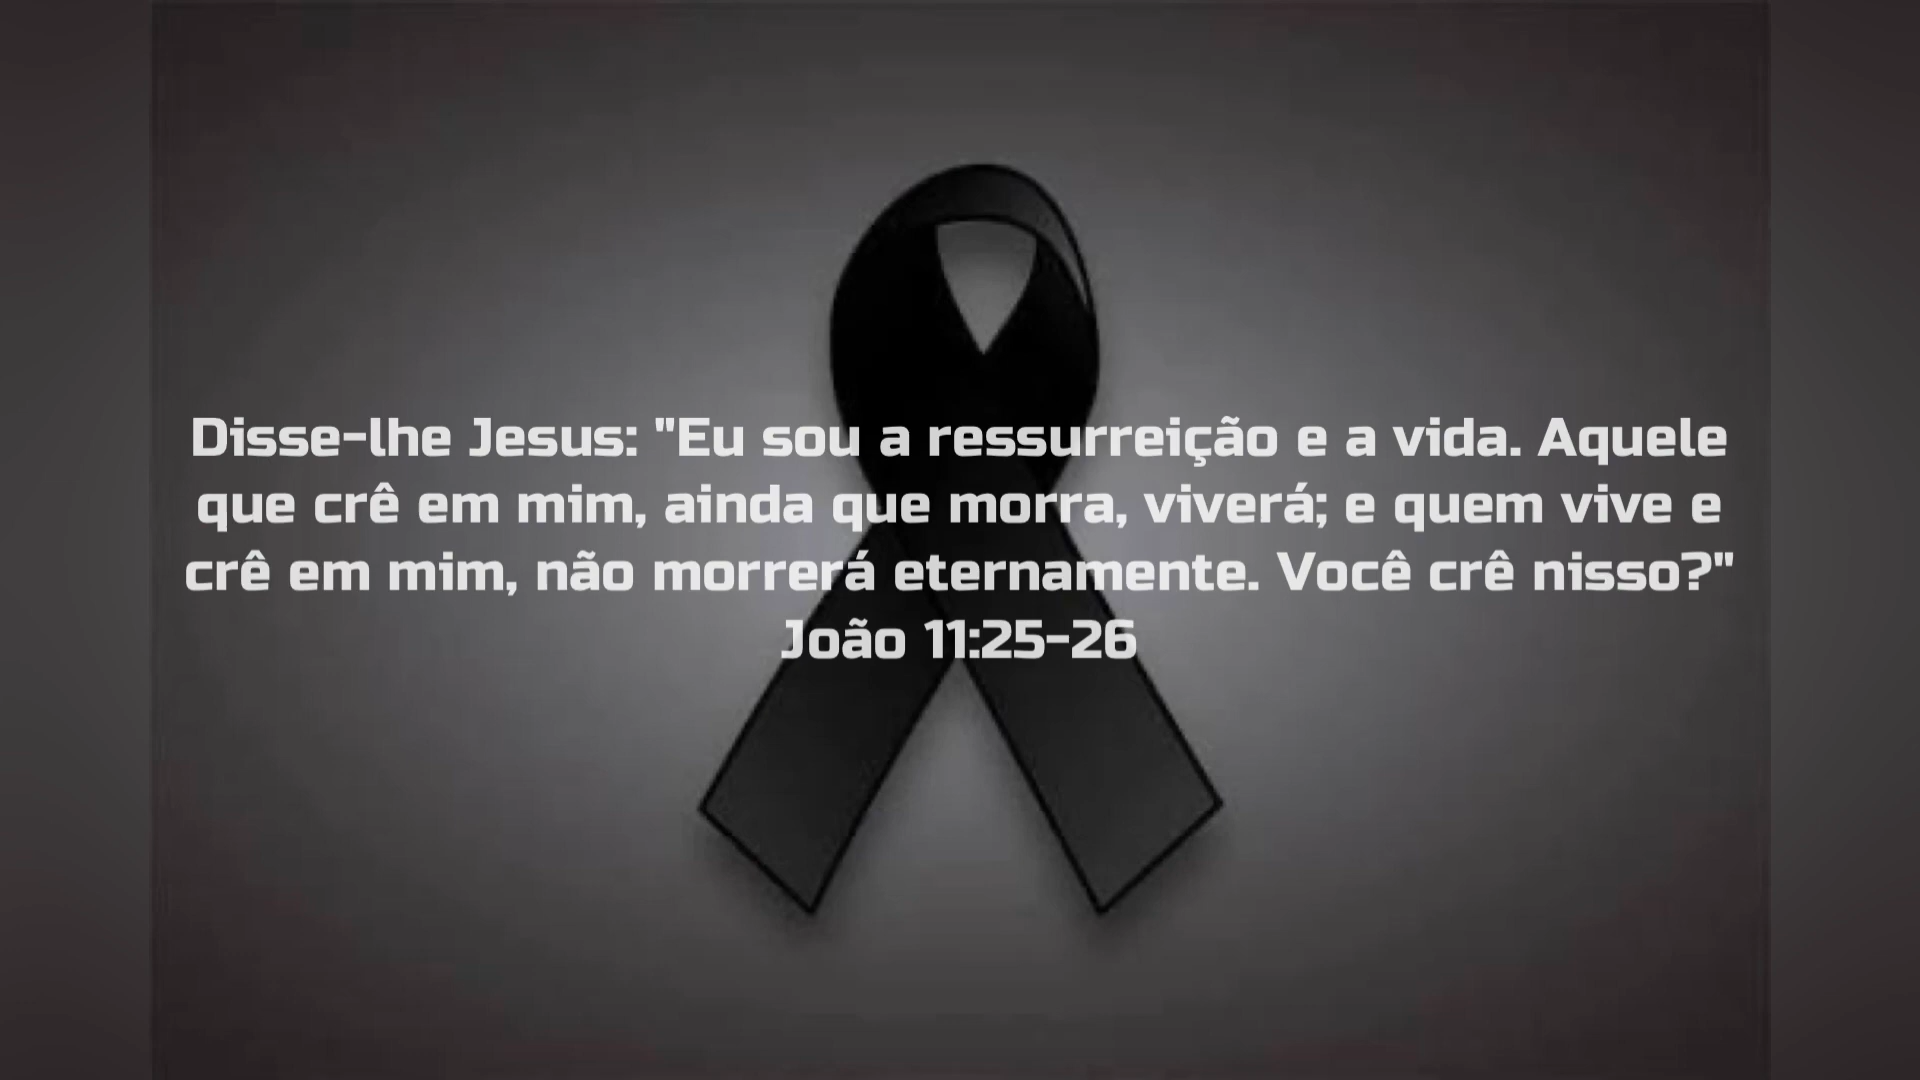 Disse-lhe Jesus: "Eu sou a ressurreição e a vida. Aquele
que crê em mim, ainda que morra, viverá; e quem vive e
crê em mim, não morrerá eternamente. Você crê nisso?"
João 11:25-26